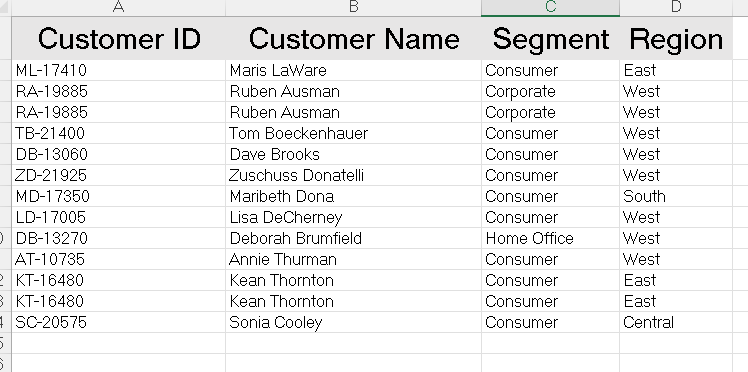 A B C D
Customer ID Customer Name Segment Region
ML-17410 Maris LaWare Consumer East
RA-19885 Ruben Ausman Corporate West
RA-19885 Ruben Ausman Corporate West
TB-21400 Tom Boeckenhauer Consumer West
DB-13060 Dave Brooks Consumer West
ZD-21925 Zuschuss Donatelli Consumer West
MD-17350 Maribeth Dona Consumer South
LD-17005 Lisa DeCherney Consumer West
DB-13270 Deborah Brumfield Home Office West
AT-10735 Annie Thurman Consumer West
KT-16480 Kean Thornton Consumer East
KT-16480 Kean Thornton Consumer East
SC-20575 Sonia Cooley Consumer Central